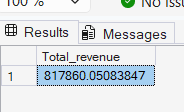 100 %
No issu
Results
Messages
Total_revenue
1
817860.05083847